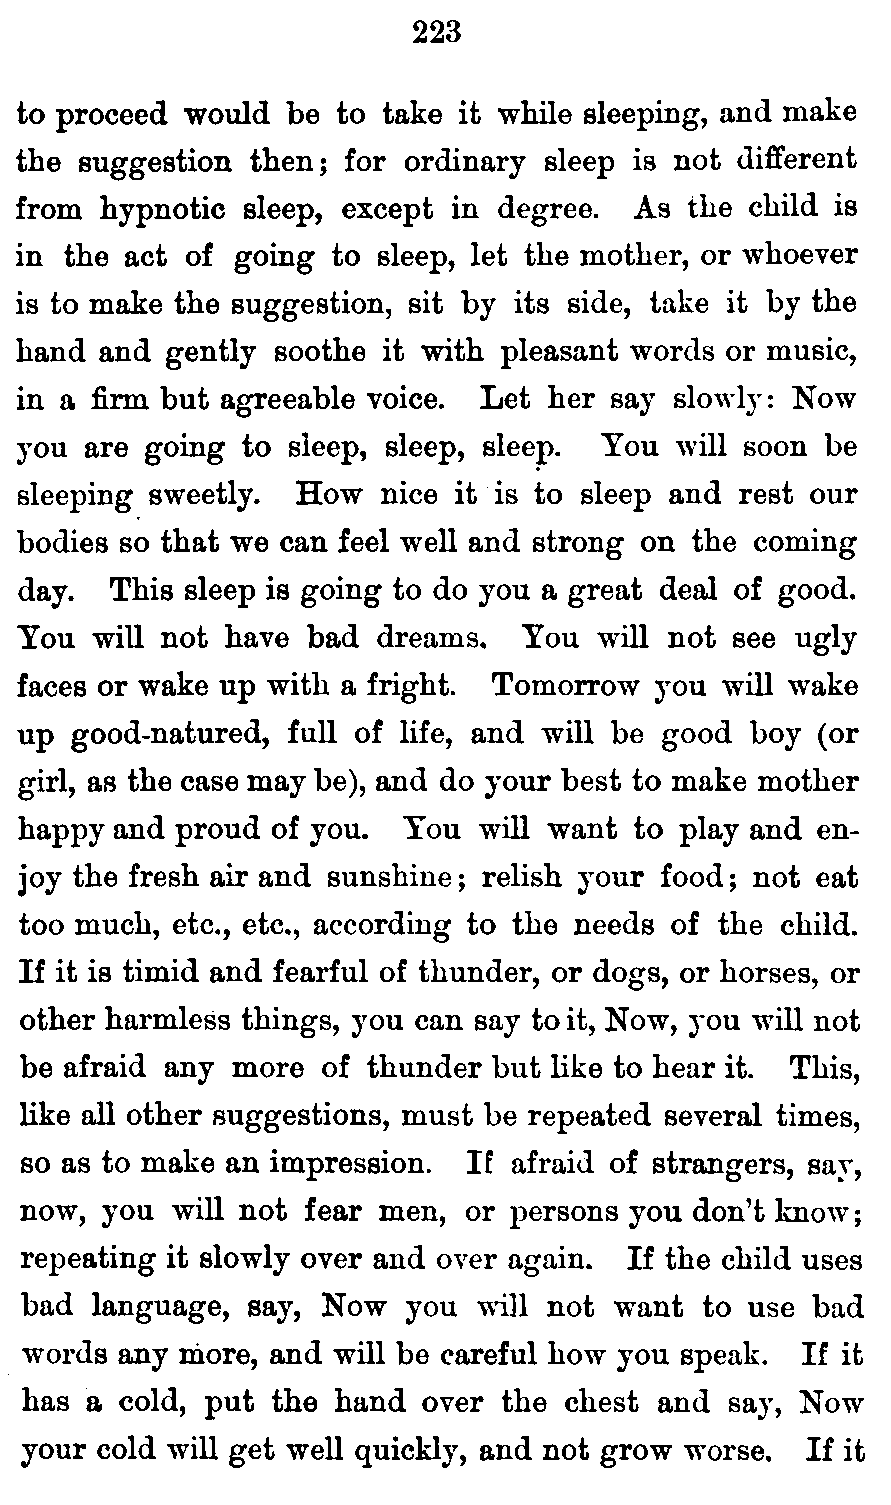 223
to proceed would be to take it while sleeping, and make
the suggestion then; for ordinary sleep is not different
from hypnotic sleep, except in degree. As the child is
in the act of going to sleep, let the mother, or whoever
is to make the suggestion, sit by its side, take it by the
hand and gently soothe it with pleasant words or music,
in a firm but agreeable voice. Let her say slowly: Now
you are going to sleep, sleep, sleep. You will soon be
sleeping sweetly. How nice it is to sleep and rest our
bodies so that we can feel well and strong on the coming
day. This sleep is going to do you a great deal of good.
You will not have bad dreams. You will not see ugly
faces or wake up with a fright. Tomorrow you will wake
up good-natured, full of life, and will be good boy (or
girl, as the case may be), and do your best to make mother
happy and proud of you. You will want to play and en-
joy the fresh air and sunshine; relish your food; not eat
too much, etc., etc., according to the needs of the child.
If it is timid and fearful of thunder, or dogs, or horses, or
other harmless things, you can say to it, Now, you will not
be afraid any more of thunder but like to hear it. This,
like all other suggestions, must be repeated several times,
so as to make an impression. If afraid of strangers, say,
now, you will not fear men, or persons you don't know;
repeating it slowly over and over again. If the child uses
bad language, say, Now you will not want to use bad
words any more, and will be careful how you speak. If it
has a cold, put the hand over the chest and say, Now
your cold will get well quickly, and not grow worse. If it